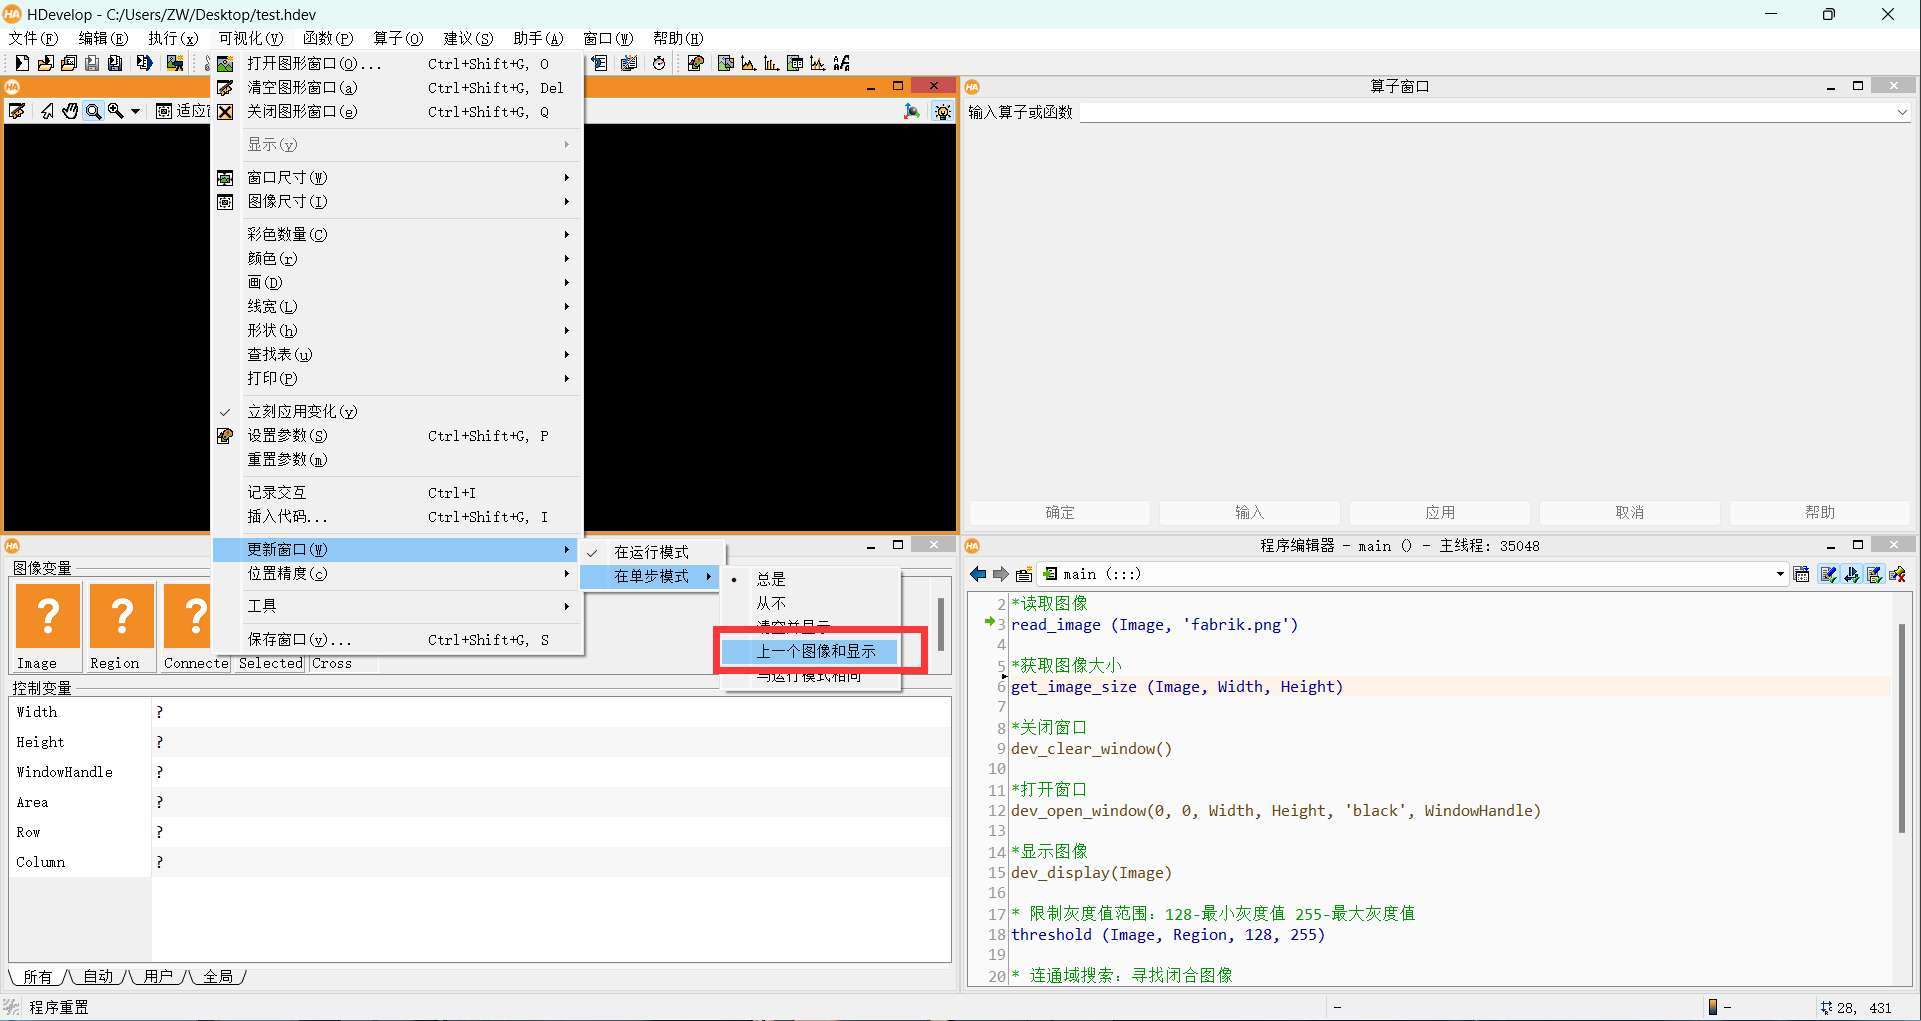 HDevelop - C:/Users/ZW/Desktop/test.hdev
文件(F) 编辑(E) 执行(x) 可视化(V) 函数(P) 算子(O) 建议(S) 助手(A) 窗口(W) 帮助(H)
打开图形窗口(O)... Ctrl+Shift+G, O
清空图形窗口(a) Ctrl+Shift+G, Del
关闭图形窗口(e) Ctrl+Shift+G, Q
显示(y)
窗口尺寸(W)
图像尺寸(I)
彩色数量(C)
颜色(r)
画(D)
线宽(L)
形状(h)
查找表(u)
打印(P)
立刻应用变化(y)
设置参数(S) Ctrl+Shift+G, P
重置参数(m)
记录交互 Ctrl+I
插入代码... Ctrl+Shift+G, I
更新窗口(W)
位置精度(c)
工具
保存窗口(v)... Ctrl+Shift+G, S
在运行模式
在单步模式
总是
从不
清空并显示
上一个图像和显示
与运行模式相同
适应
图像变量
Image Region Connecte Selected Cross
控制变量
Width ?
Height ?
WindowHandle ?
Area ?
Row ?
Column ?
所有 自动 用户 全局
程序重置
算子窗口
输入算子或函数
确定 输入 应用 取消 帮助
程序编辑器 - main () - 主线程: 35048
main (:::)
2 *读取图像
3 read_image (Image, 'fabrik.png')
4
5 *获取图像大小
6 get_image_size (Image, Width, Height)
7
8 *关闭窗口
9 dev_clear_window()
10
11 *打开窗口
12 dev_open_window(0, 0, Width, Height, 'black', WindowHandle)
13
14 *显示图像
15 dev_display(Image)
16
17 * 限制灰度值范围：128-最小灰度值 255-最大灰度值
18 threshold (Image, Region, 128, 255)
19
20 * 连通域搜索：寻找闭合图像
- - 28, 431